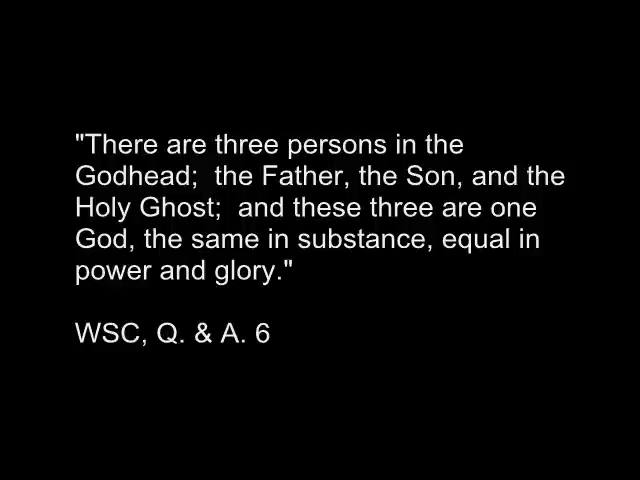 "There are three persons in the
Godhead;  the Father, the Son, and the
Holy Ghost;  and these three are one
God, the same in substance, equal in
power and glory."
WSC, Q. & A. 6